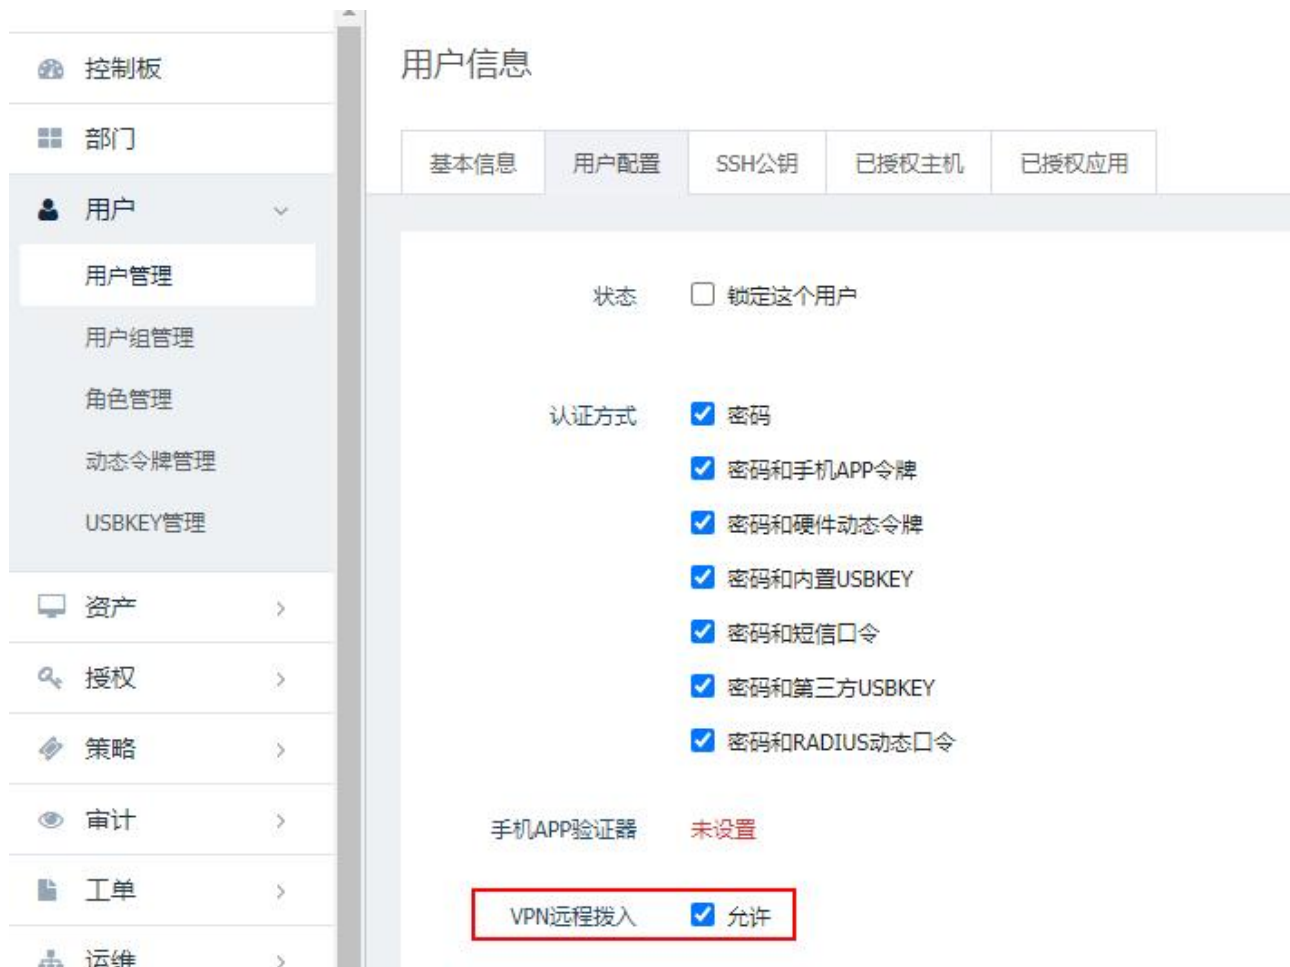 控制板
部门
用户
用户管理
用户组管理
角色管理
动态令牌管理
USBKEY管理
资产
授权
策略
审计
工单
运维
用户信息
基本信息 用户配置 SSH公钥 已授权主机 已授权应用
状态 锁定这个用户
认证方式 密码
密码和手机APP令牌
密码和硬件动态令牌
密码和内置USBKEY
密码和短信口令
密码和第三方USBKEY
密码和RADIUS动态口令
手机APP验证器 未设置
VPN远程拨入 允许